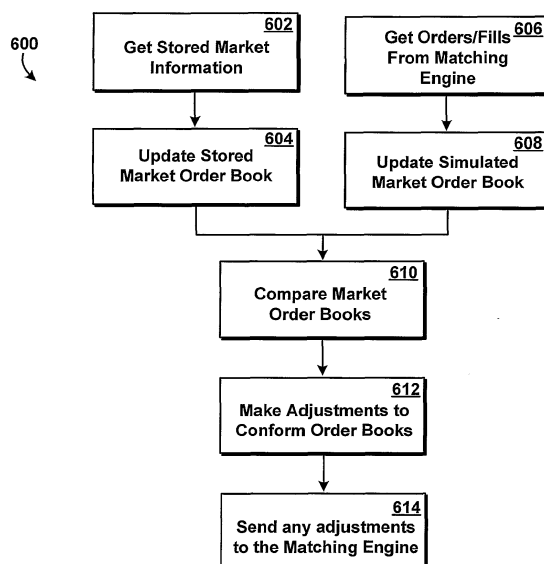 600
602
Get Stored Market
Information
606
Get Orders/Fills
From Matching
Engine
604
Update Stored
Market Order Book
608
Update Simulated
Market Order Book
610
Compare Market
Order Books
612
Make Adjustments to
Conform Order Books
614
Send any adjustments
to the Matching Engine